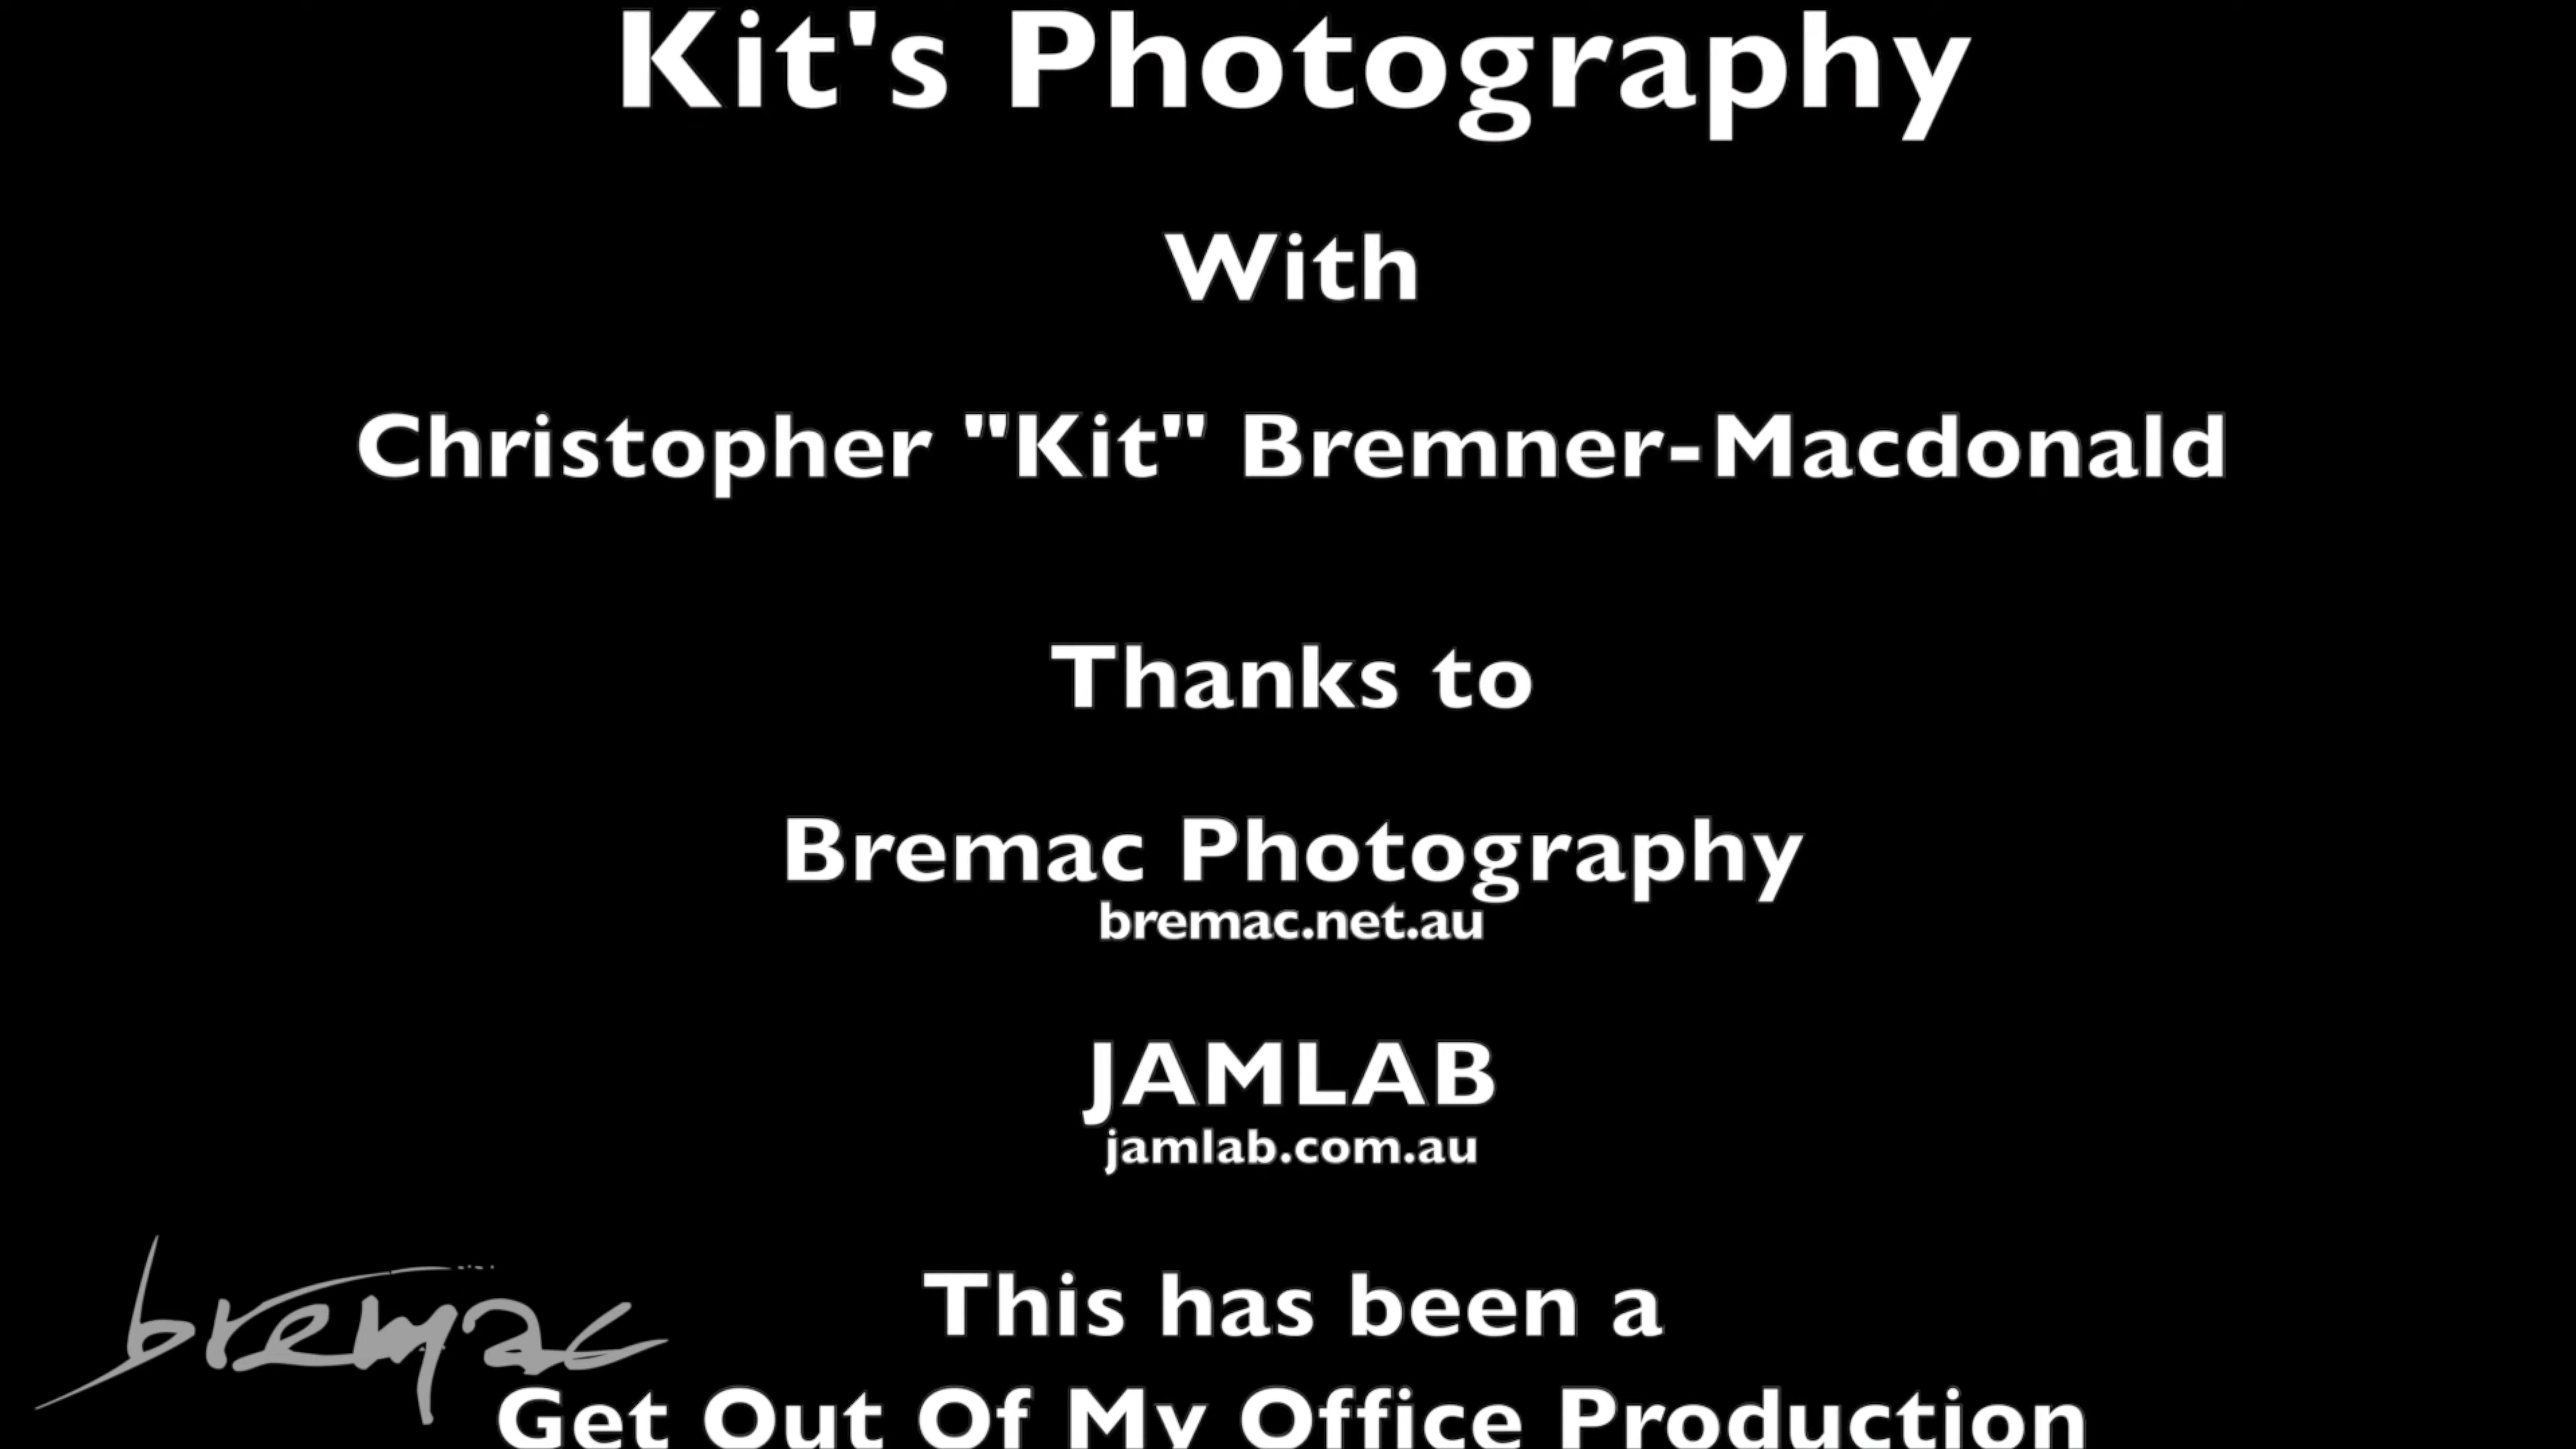 Kit's Photography
With
Christopher "Kit" Bremner-Macdonald
Thanks to
Bremac Photography
bremac.net.au
JAMLAB
jamlab.com.au
bremac
This has been a
Get Out Of My Office Production